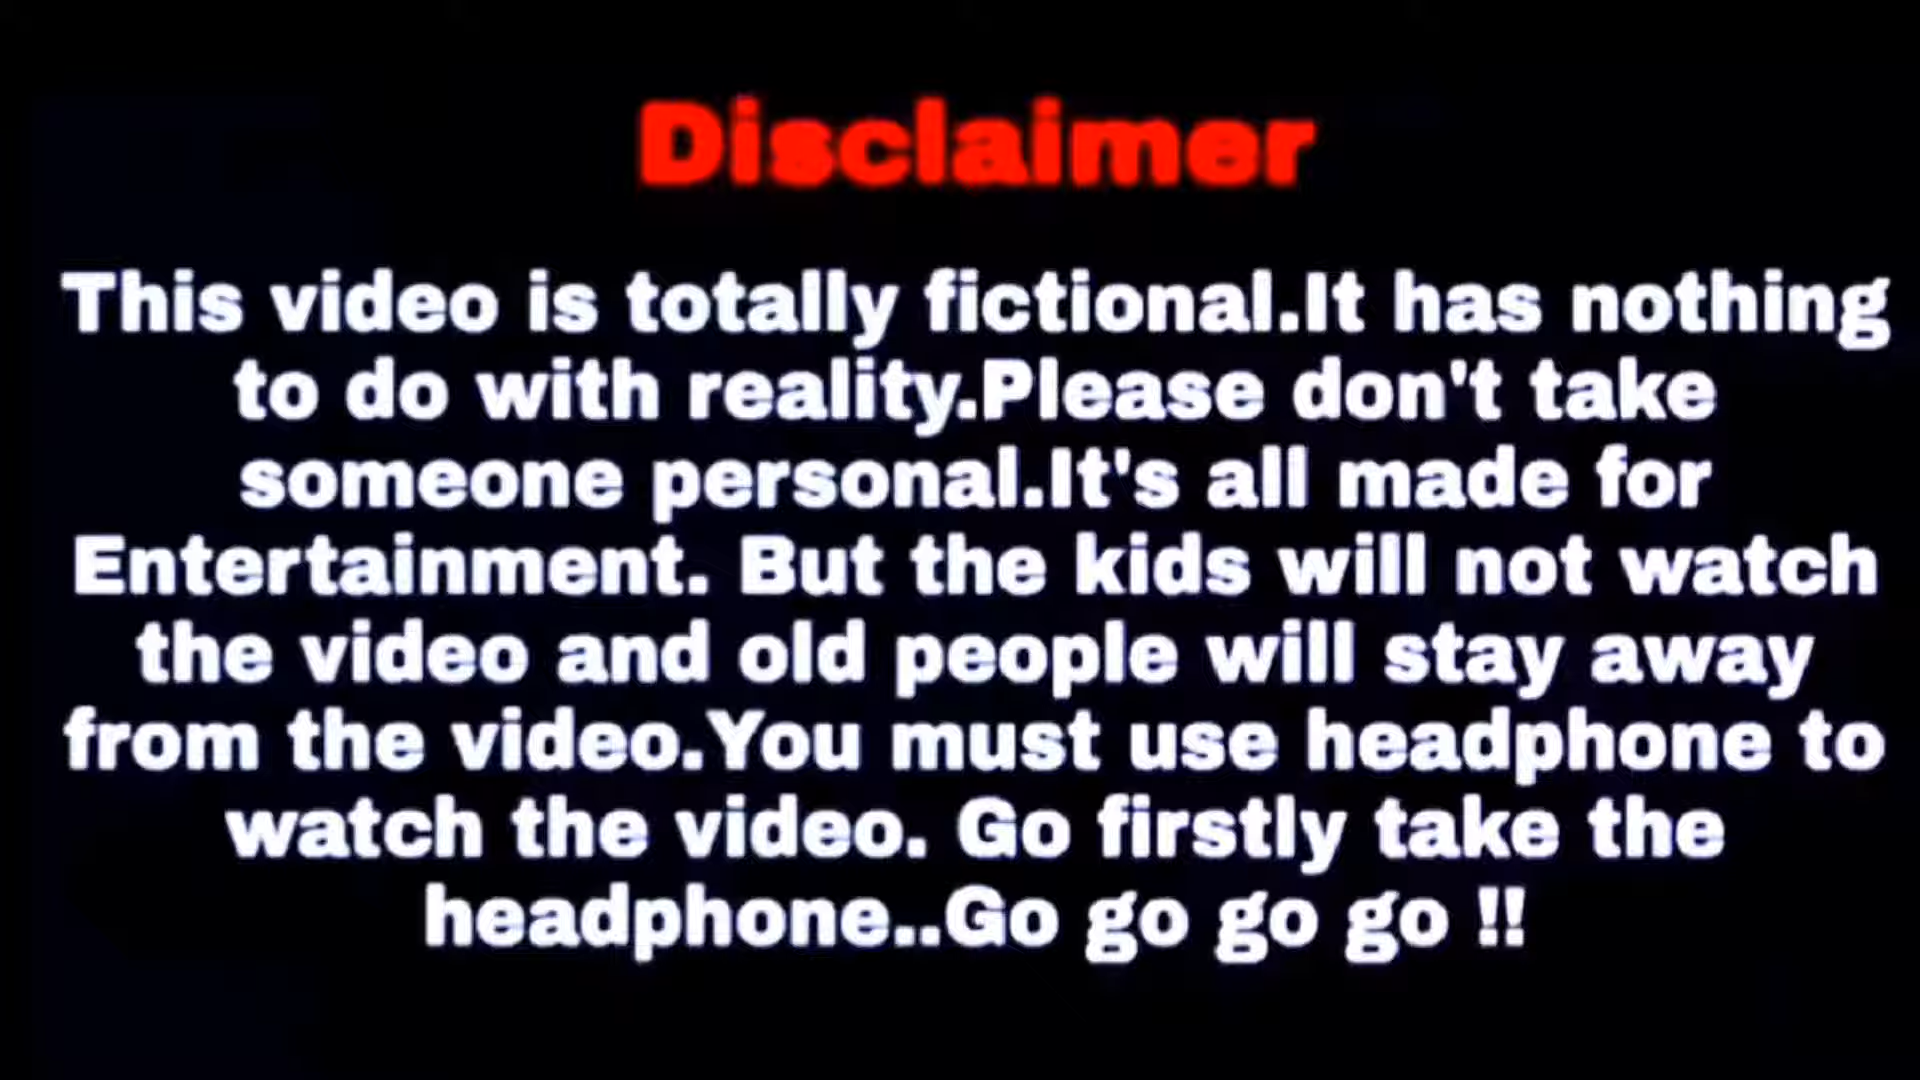 Disclaimer
This video is totally fictional.It has nothing
to do with reality.Please don't take
someone personal.It's all made for
Entertainment. But the kids will not watch
the video and old people will stay away
from the video.You must use headphone to
watch the video. Go firstly take the
headphone..Go go go go !!